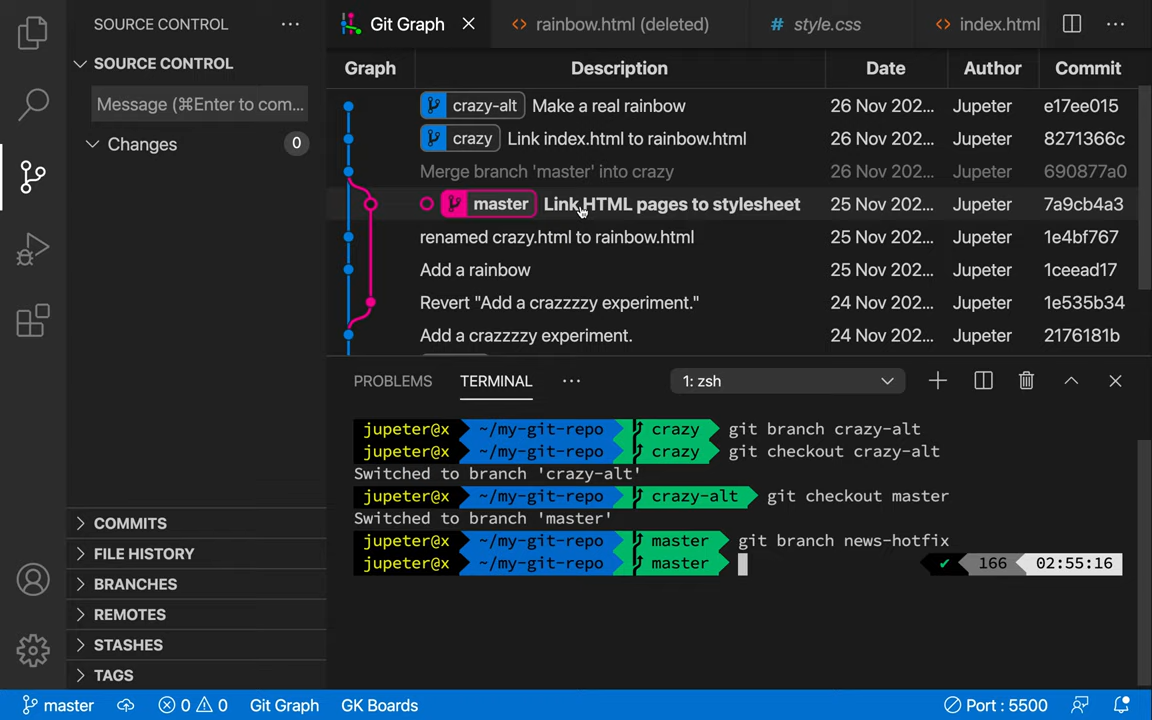 SOURCE CONTROL ...
Git Graph
rainbow.html (deleted)
# style.css
index.html
...
SOURCE CONTROL
Message (⌘Enter to com...
Changes 0
Graph Description Date Author Commit
crazy-alt Make a real rainbow 26 Nov 202... Jupeter e17ee015
crazy Link index.html to rainbow.html 26 Nov 202... Jupeter 8271366c
Merge branch 'master' into crazy 26 Nov 202... Jupeter 690877a0
master Link HTML pages to stylesheet 25 Nov 202... Jupeter 7a9cb4a3
renamed crazy.html to rainbow.html 25 Nov 202... Jupeter 1e4bf767
Add a rainbow 25 Nov 202... Jupeter 1ceead17
Revert "Add a crazzzzy experiment." 24 Nov 202... Jupeter 1e535b34
Add a crazzzzy experiment. 24 Nov 202... Jupeter 2176181b
PROBLEMS TERMINAL ... 1: zsh
jupeter@x ~/my-git-repo crazy git branch crazy-alt
jupeter@x ~/my-git-repo crazy git checkout crazy-alt
Switched to branch 'crazy-alt'
jupeter@x ~/my-git-repo crazy-alt git checkout master
Switched to branch 'master'
jupeter@x ~/my-git-repo master git branch news-hotfix
jupeter@x ~/my-git-repo master ✔ 166 02:55:16
COMMITS
FILE HISTORY
BRANCHES
REMOTES
STASHES
TAGS
master 0 0 Git Graph GK Boards Port : 5500